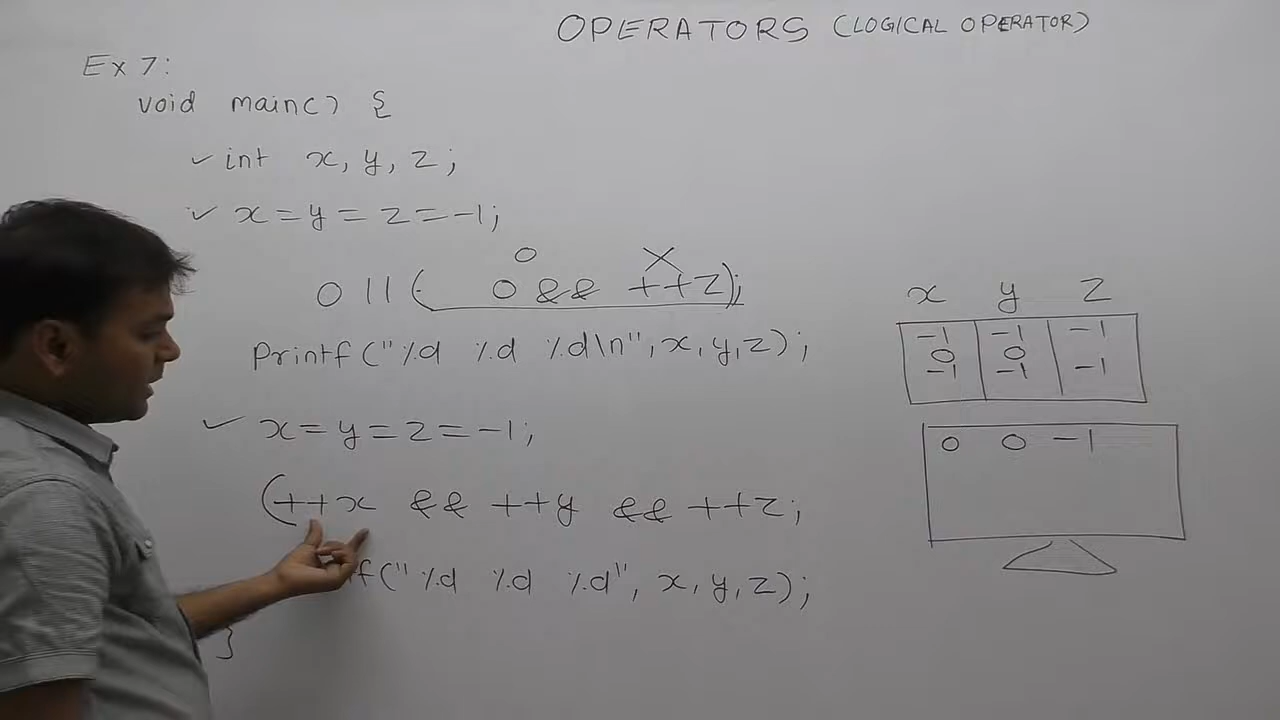 OPERATORS (LOGICAL OPERATOR)
Ex 7:
void main() {
✓ int x, y, z;
✓ x = y = z = -1;
0 X
0 || ( 0 && ++z);
printf("%d %d %d\n", x, y, z);
✓ x = y = z = -1;
(++x && ++y && ++z;
f("%d %d %d", x, y, z);
}
x y z
-1 -1 -1
0 0
-1 -1 -1
0 0 -1